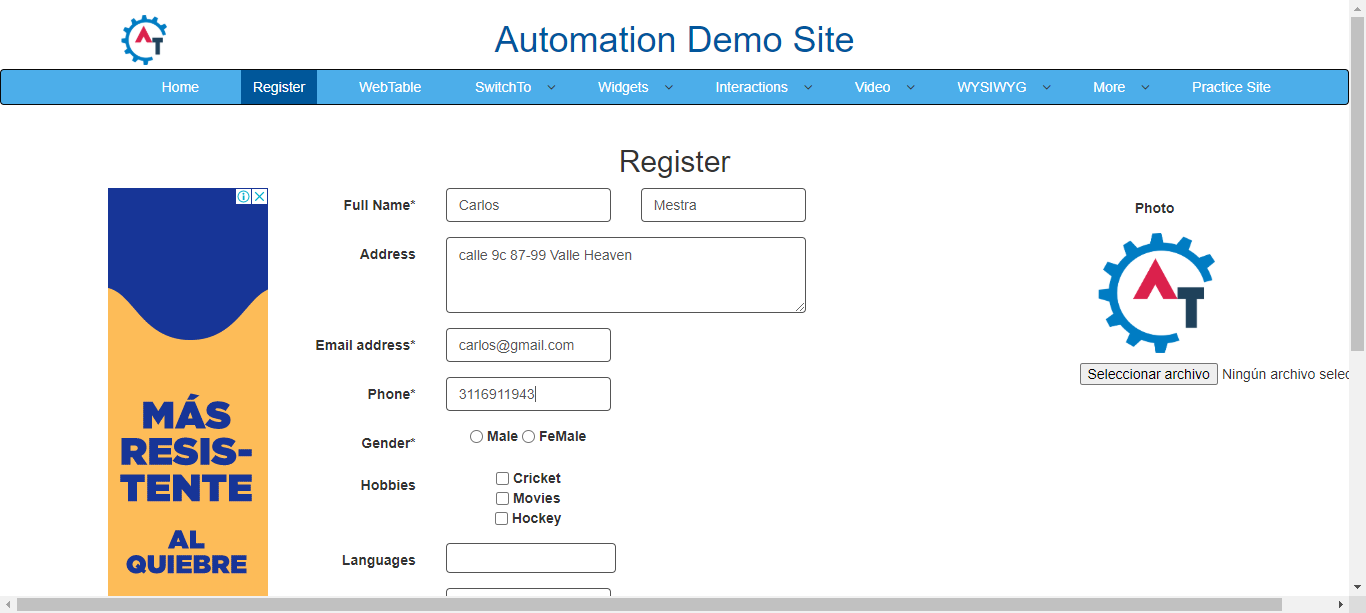 AT
Automation Demo Site
Home Register WebTable SwitchTo Widgets Interactions Video WYSIWYG More Practice Site
Register
Full Name* Carlos Mestra
Address calle 9c 87-99 Valle Heaven
Email address* carlos@gmail.com
Phone* 3116911943
Gender* Male FeMale
Hobbies Cricket
Movies
Hockey
Languages
Photo
AT
Seleccionar archivo Ningún archivo selec
MÁS
RESIS-
TENTE
AL
QUIEBRE